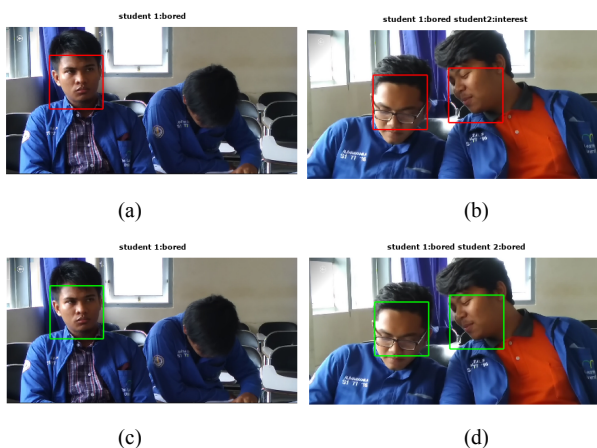 student 1:bored
student 1:bored student2:interest
(a)
(b)
student 1:bored
student 1:bored student 2:bored
(c)
(d)